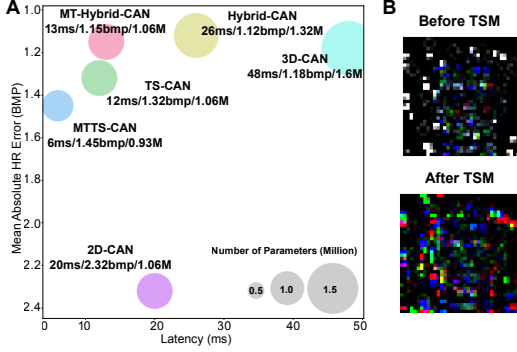 A
MT-Hybrid-CAN
13ms/1.15bmp/1.06M
Hybrid-CAN
26ms/1.12bmp/1.32M
3D-CAN
48ms/1.18bmp/1.6M
TS-CAN
12ms/1.32bmp/1.06M
MTTS-CAN
6ms/1.45bmp/0.93M
2D-CAN
20ms/2.32bmp/1.06M
Number of Parameters (Million)
0.5
1.0
1.5
Mean Absolute HR Error (BMP)
1.0
1.2
1.4
1.6
1.8
2.0
2.2
2.4
0
10
20
30
40
50
Latency (ms)
B
Before TSM
After TSM